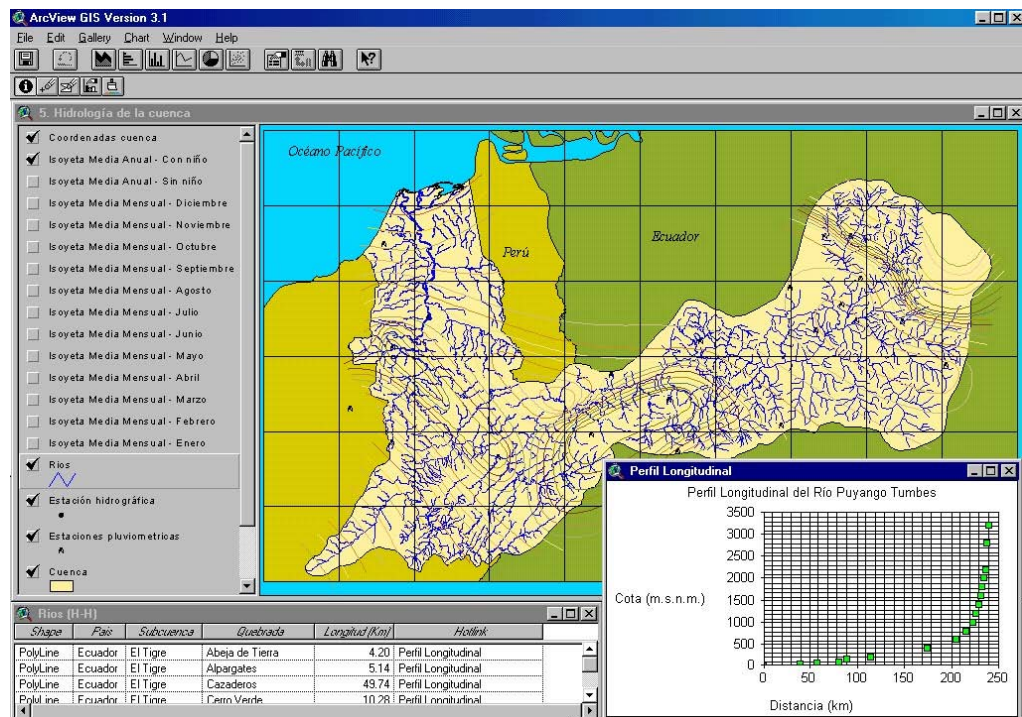 ArcView GIS Version 3.1
File Edit Gallery Chart Window Help
5. Hidrología de la cuenca
Coordenadas cuenca
Isoyeta Media Anual - Con niño
Isoyeta Media Anual - Sin niño
Isoyeta Media Mensual - Diciembre
Isoyeta Media Mensual - Noviembre
Isoyeta Media Mensual - Octubre
Isoyeta Media Mensual - Septiembre
Isoyeta Media Mensual - Agosto
Isoyeta Media Mensual - Julio
Isoyeta Media Mensual - Junio
Isoyeta Media Mensual - Mayo
Isoyeta Media Mensual - Abril
Isoyeta Media Mensual - Marzo
Isoyeta Media Mensual - Febrero
Isoyeta Media Mensual - Enero
Rios
Estación hidrográfica
Estaciones pluviometricas
Cuenca
Océano Pacífico
Perú
Ecuador
Rios (H-H)
Shape País Subcuenca Quebrada Longitud (Km) Hotlink
PolyLine Ecuador El Tigre Abeja de Tierra 4.20 Perfil Longitudinal
PolyLine Ecuador El Tigre Alpargates 5.14 Perfil Longitudinal
PolyLine Ecuador El Tigre Cazaderos 49.74 Perfil Longitudinal
PolyLine Ecuador El Tigre Cerro Verde 10.28 Perfil Longitudinal
Perfil Longitudinal
Perfil Longitudinal del Río Puyango Tumbes
3500
3000
2500
2000
1500
1000
500
0
Cota (m.s.n.m.)
0 50 100 150 200 250
Distancia (km)